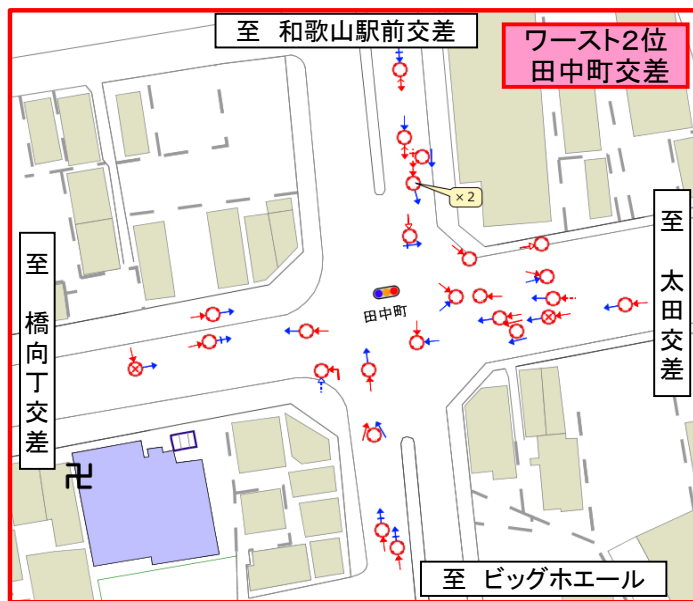 至 和歌山駅前交差
ワースト2位
田中町交差
×2
至 太田交差
田中町
至 橋向丁交差
卍
至 ビッグホエール